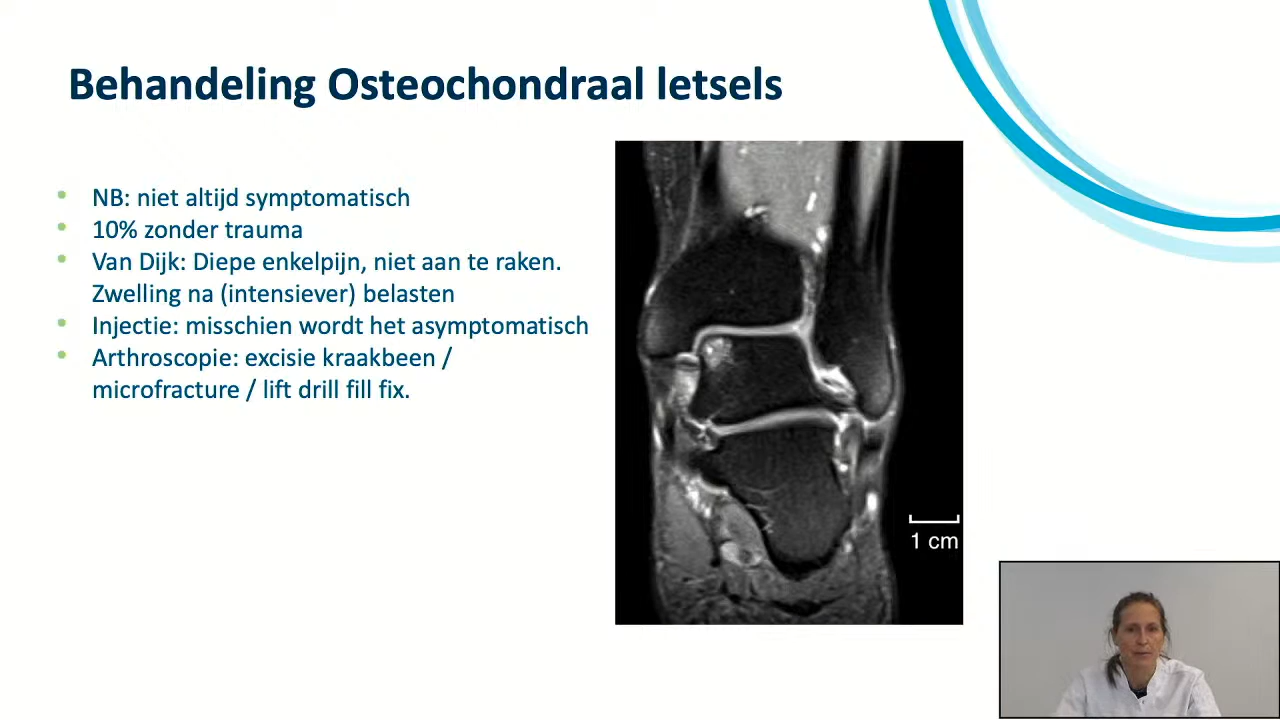 Behandeling Osteochondraal letsels
• NB: niet altijd symptomatisch
• 10% zonder trauma
• Van Dijk: Diepe enkelpijn, niet aan te raken.
Zwelling na (intensiever) belasten
• Injectie: misschien wordt het asymptomatisch
• Arthroscopie: excisie kraakbeen /
microfracture / lift drill fill fix.
1 cm